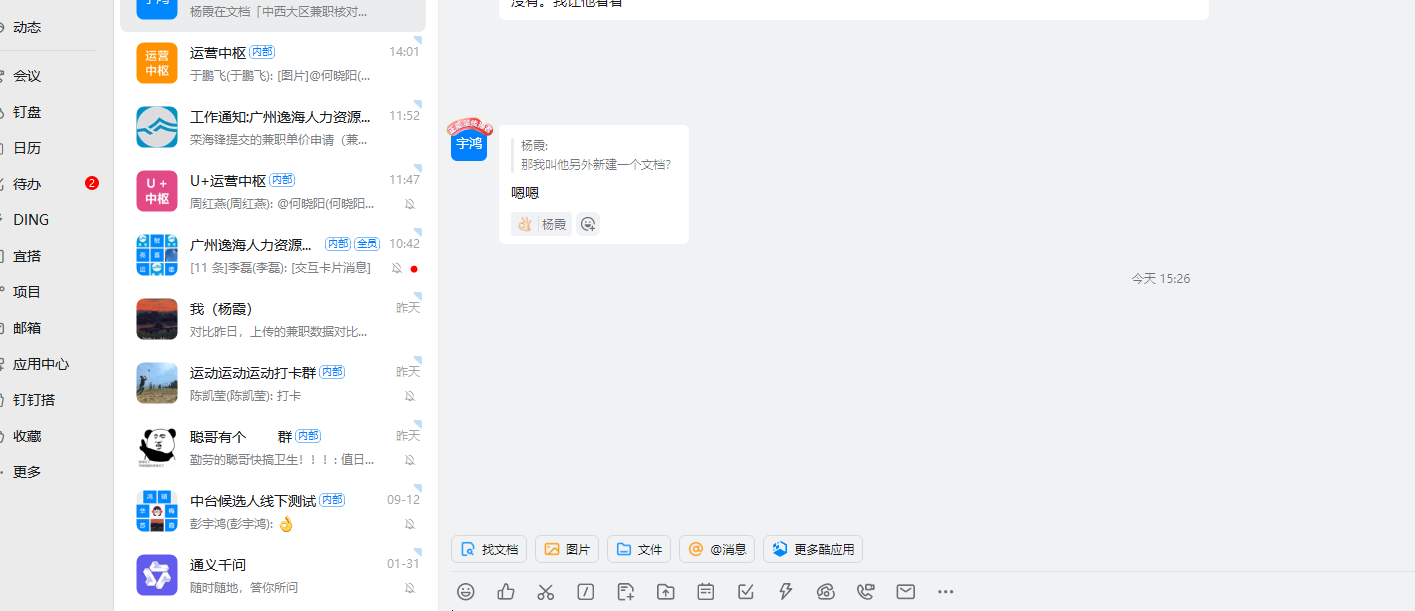 动态
会议
钉盘
日历
待办
2
DING
宜搭
项目
邮箱
应用中心
钉钉搭
收藏
更多
杨霞在文档「中西大区兼职核对...
运营中枢
运营中枢 内部 14:01
于鹏飞(于鹏飞): [图片]@何晓阳(...
工作通知:广州逸海人力资源... 11:52
栾海锋提交的兼职单价申请（兼...
U + 中枢
U+运营中枢 内部 11:47
周红燕(周红燕): @何晓阳(何晓阳...
广州逸海人力资源... 内部 全员 10:42
[11 条]李磊(李磊): [交互卡片消息]
我（杨霞） 昨天
对比昨日，上传的兼职数据对比...
运动运动运动打卡群 内部 昨天
陈凯莹(陈凯莹): 打卡
聪哥有个 群 内部 昨天
勤劳的聪哥快搞卫生！！！: 值日...
中台候选人线下测试 内部 09-12
彭宇鸿(彭宇鸿): 👌
通义千问 01-31
随时随地，答你所问
没有。我让他看看
宇鸿
杨霞:
那我叫他另外新建一个文档?
嗯嗯
👌🏻 杨霞
今天 15:26
找文档
图片
文件
@消息
更多酷应用